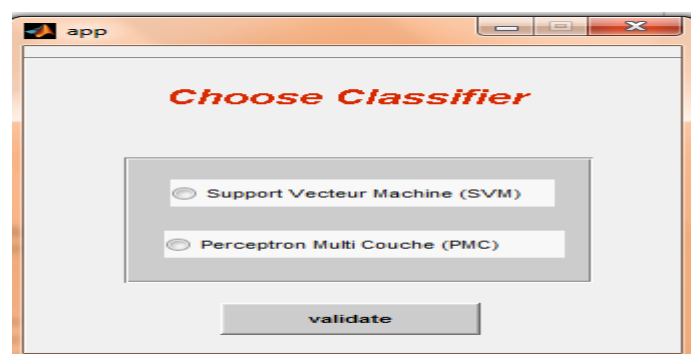 app
Choose Classifier
Support Vecteur Machine (SVM)
Perceptron Multi Couche (PMC)
validate